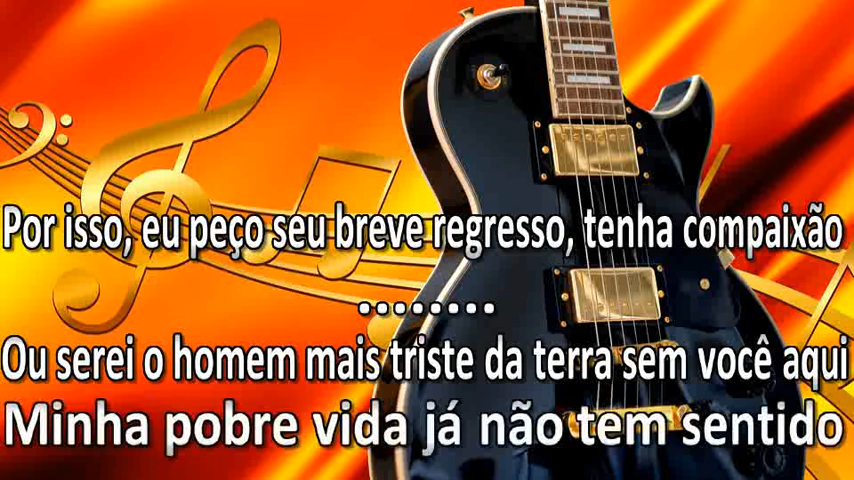 Por isso, eu peço seu breve regresso, tenha compaixão
........
Ou serei o homem mais triste da terra sem você aqui
Minha pobre vida já não tem sentido